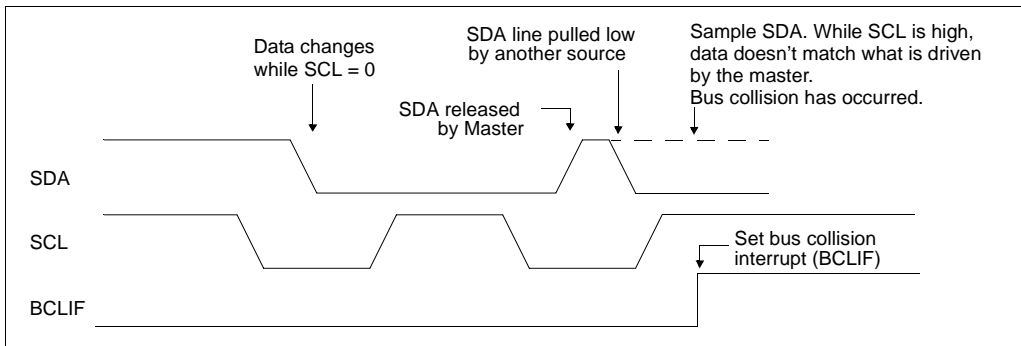 Data changes
while SCL = 0
SDA line pulled low
by another source
Sample SDA. While SCL is high,
data doesn’t match what is driven
by the master.
Bus collision has occurred.
SDA released
by Master
SDA
SCL
Set bus collision
interrupt (BCLIF)
BCLIF